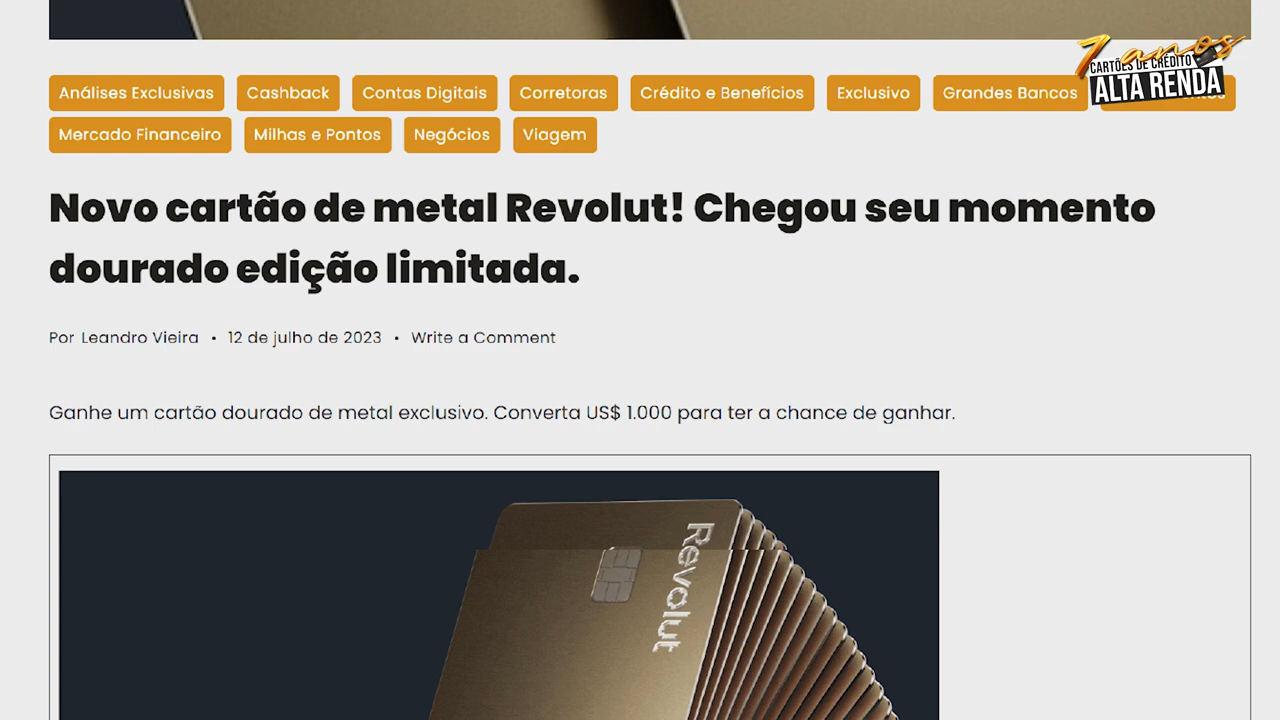 7 anos
CARTÕES DE CRÉDITO
ALTA RENDA
Análises Exclusivas
Cashback
Contas Digitais
Corretoras
Crédito e Benefícios
Exclusivo
Grandes Bancos
Mercado Financeiro
Milhas e Pontos
Negócios
Viagem
Novo cartão de metal Revolut! Chegou seu momento
dourado edição limitada.
Por Leandro Vieira • 12 de julho de 2023 • Write a Comment
Ganhe um cartão dourado de metal exclusivo. Converta US$ 1.000 para ter a chance de ganhar.
Revolut